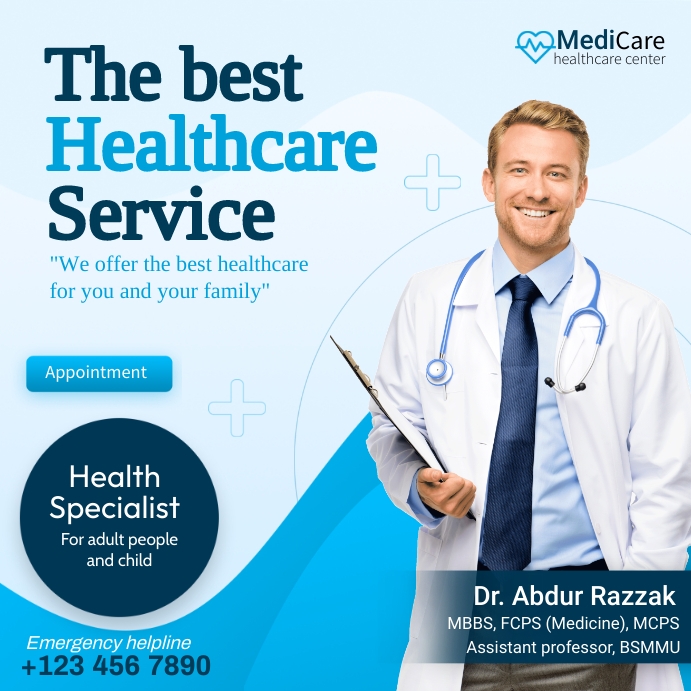 The best
Healthcare
Service
"We offer the best healthcare
for you and your family"
MediCare
healthcare center
Appointment
Health
Specialist
For adult people
and child
Emergency helpline
+123 456 7890
Dr. Abdur Razzak
MBBS, FCPS (Medicine), MCPS
Assistant professor, BSMMU